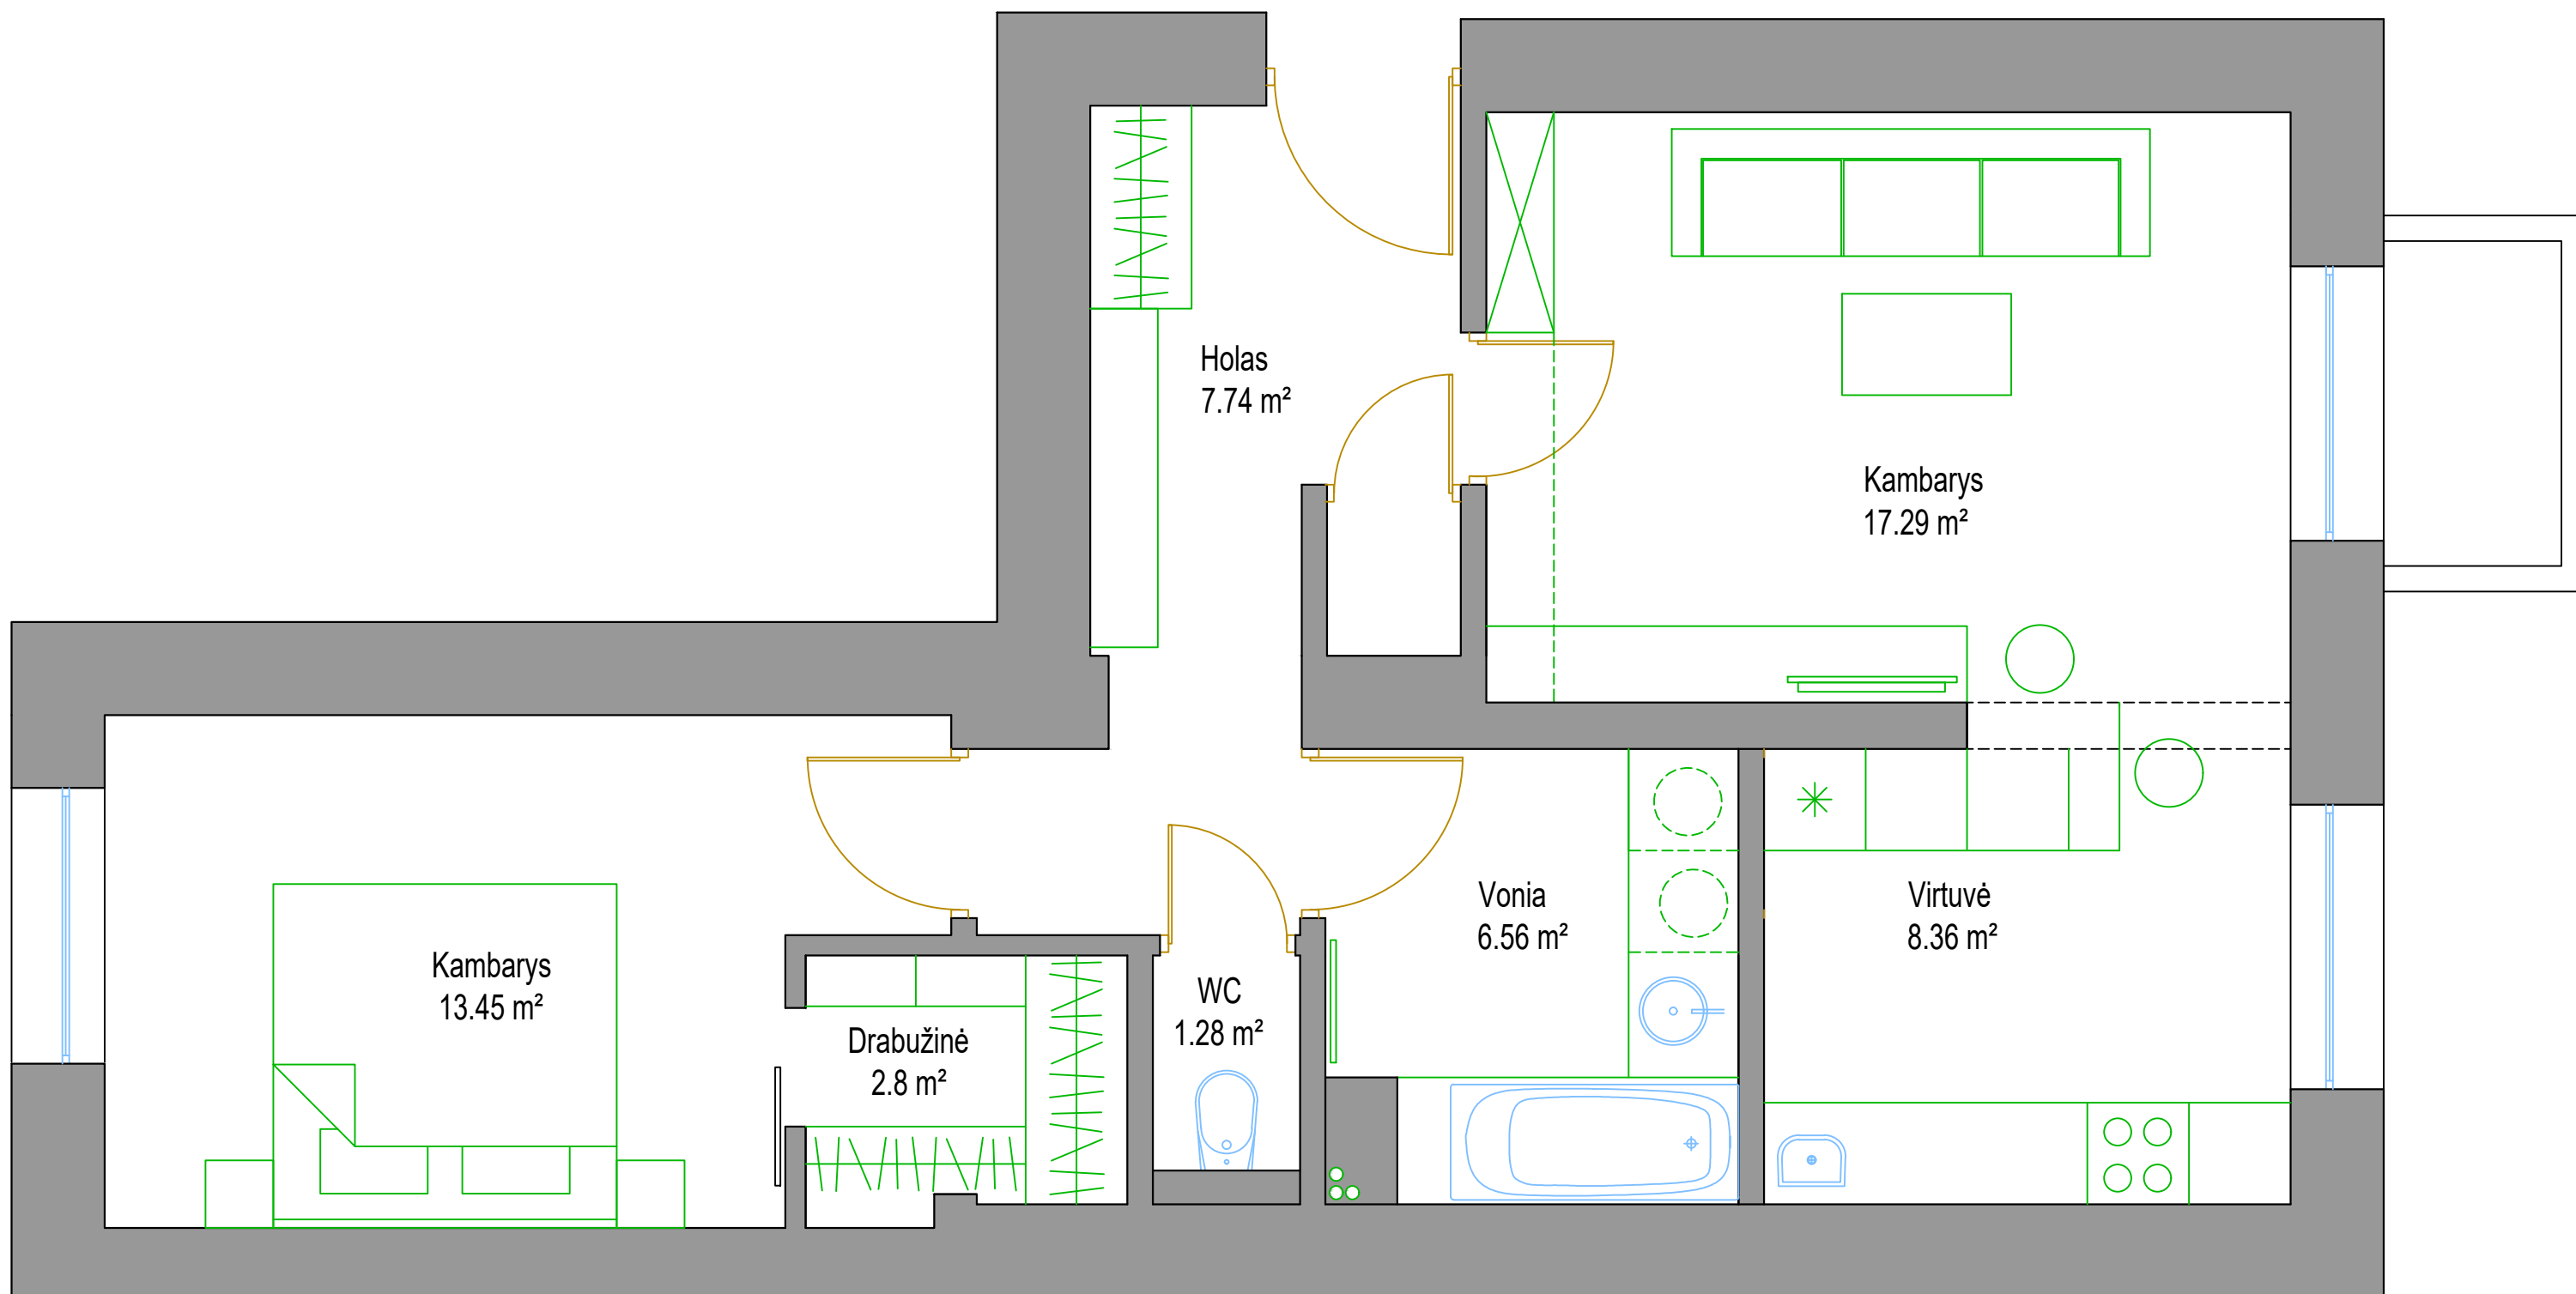 Holas
7.74 m²
Kambarys
17.29 m²
Kambarys
13.45 m²
Drabužinė
2.8 m²
WC
1.28 m²
Vonia
6.56 m²
Virtuvė
8.36 m²